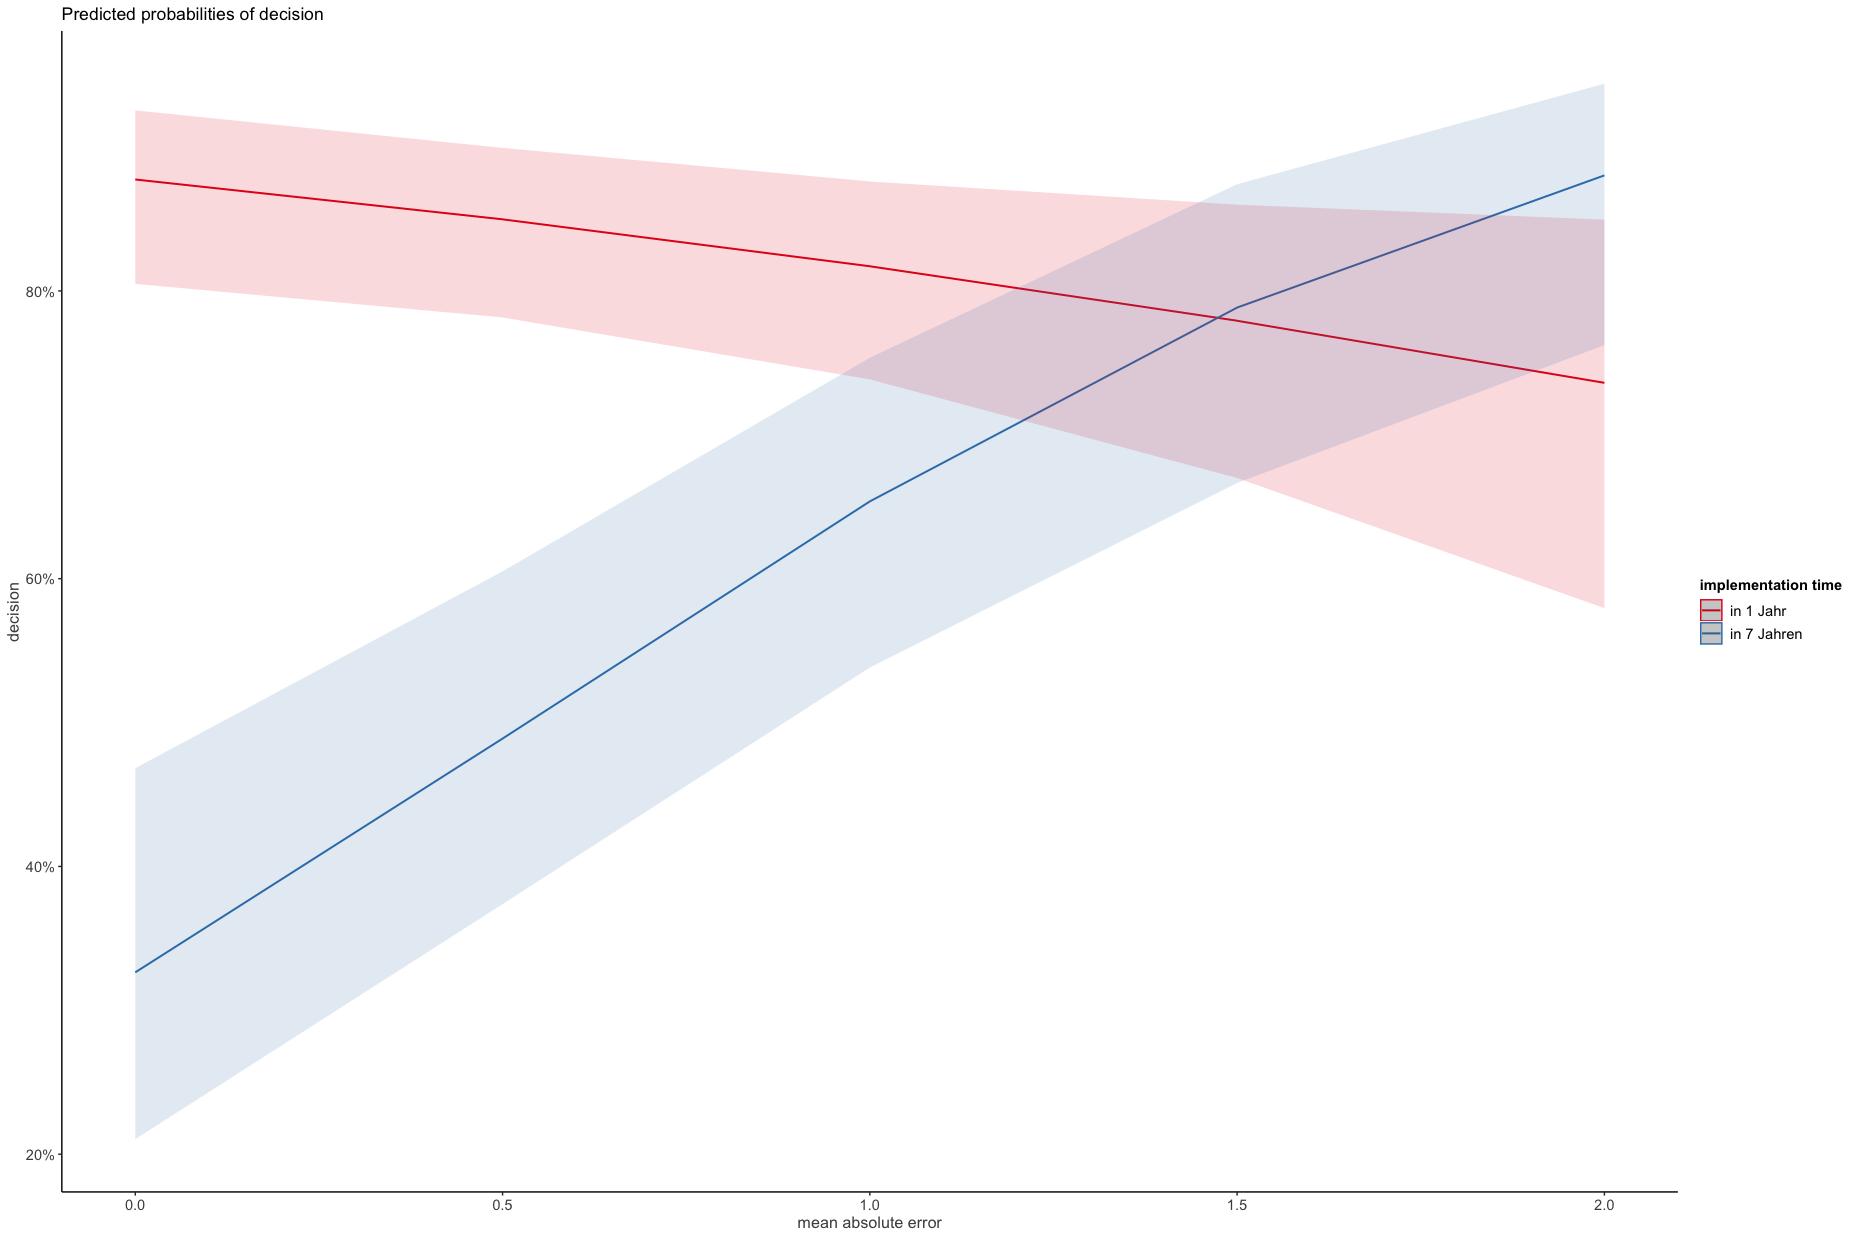 Predicted probabilities of decision
80%
60%
40%
20%
decision
0.0 0.5 1.0 1.5 2.0
mean absolute error
implementation time
in 1 Jahr
in 7 Jahren